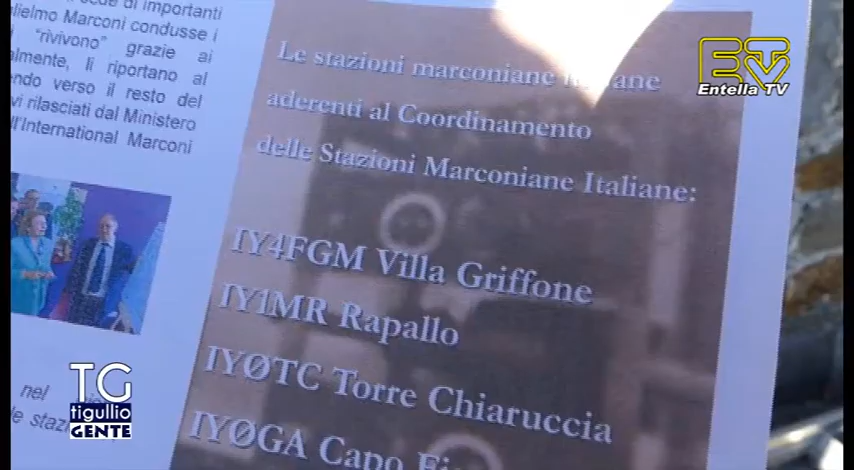 di importanti
Marconi condusse i
"rivivono" grazie ai
li riportano al
verso il resto del
rilasciati dal Ministero
International Marconi
nel
Le stazioni marconiane
aderenti al Coordinamento
delle Stazioni Marconiane Italiane:
IY4FGM Villa Griffone
IY1MR Rapallo
IYØTC Torre Chiaruccia
IYØGA Capo
ETV
Entella TV
TG
tigullio
GENTE